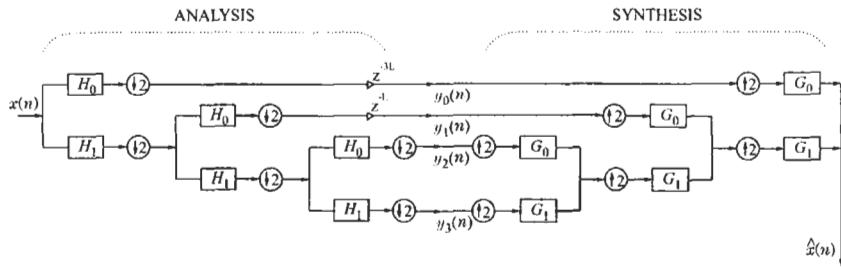 ANALYSIS SYNTHESIS
H₀ ↓2 z⁻³ᴸ y₀(n) ↑2 G₀
x(n) H₀ ↓2 z⁻ᴸ y₁(n) ↑2 G₀
H₁ ↓2 H₀ ↓2 y₂(n) ↑2 G₀ ↑2 G₁
H₁ ↓2 ↑2 G₁
H₁ ↓2 y₃(n) ↑2 G₁
x̂(n)